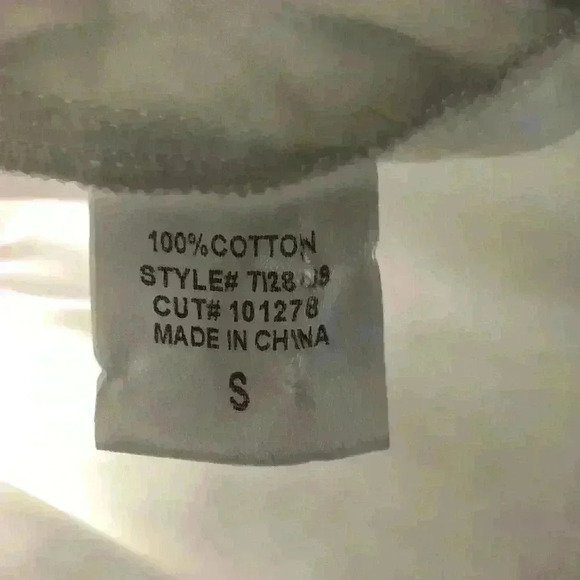 100%COTTON
STYLE#
CUT# 101278
MADE IN CHINA
S